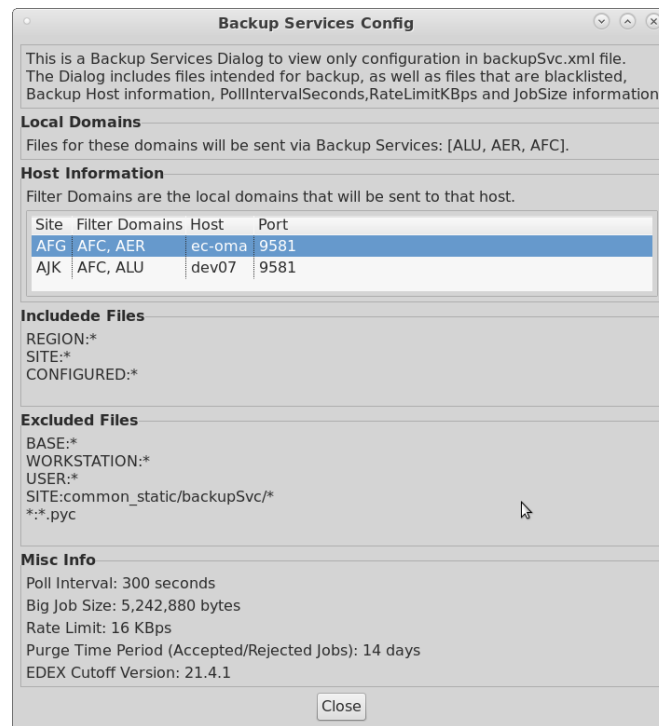 Backup Services Config
This is a Backup Services Dialog to view only configuration in backupSvc.xml file.
The Dialog includes files intended for backup, as well as files that are blacklisted,
Backup Host information, PollIntervalSeconds,RateLimitKBps and JobSize information
Local Domains
Files for these domains will be sent via Backup Services: [ALU, AER, AFC].
Host Information
Filter Domains are the local domains that will be sent to that host.
Site Filter Domains Host Port
AFG AFC, AER ec-oma 9581
AJK AFC, ALU dev07 9581
Includede Files
REGION:*
SITE:*
CONFIGURED:*
Excluded Files
BASE:*
WORKSTATION:*
USER:*
SITE:common_static/backupSvc/*
*:*.pyc
Misc Info
Poll Interval: 300 seconds
Big Job Size: 5,242,880 bytes
Rate Limit: 16 KBps
Purge Time Period (Accepted/Rejected Jobs): 14 days
EDEX Cutoff Version: 21.4.1
Close